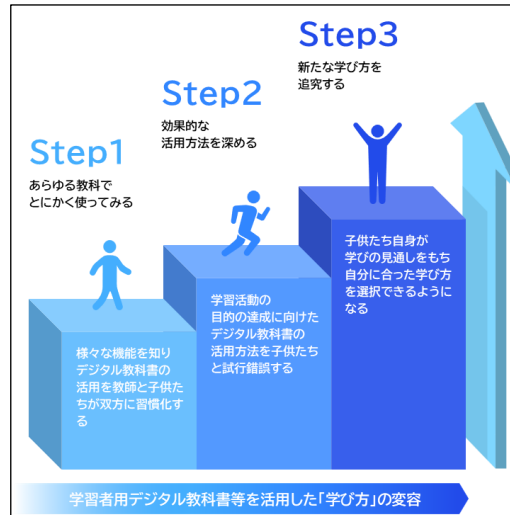 Step1
あらゆる教科で
とにかく使ってみる
様々な機能を知り
デジタル教科書の
活用を教師と子供た
ちが双方に習慣化す
る
Step2
効果的な
活用方法を深める
学習活動の
目的の達成に向けた
デジタル教科書の
活用方法を子供たち
と試行錯誤する
Step3
新たな学び方を
追究する
子供たち自身が
学びの見通しをもち
自分に合った学び方
を選択できるように
なる
学習者用デジタル教科書等を活用した「学び方」の変容